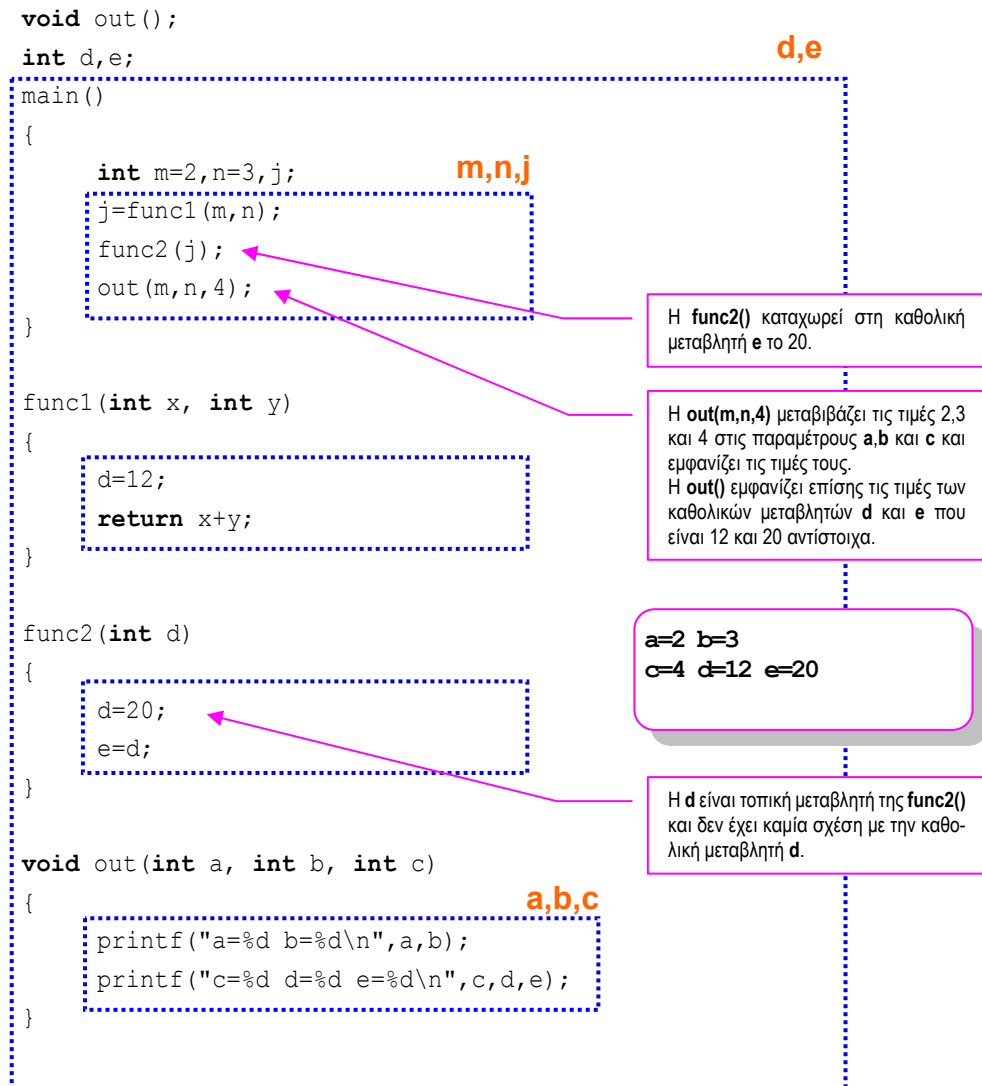 void out();
int d,e;
d,e
main()
{
int m=2,n=3,j;
m,n,j
j=func1(m,n);
func2(j);
out(m,n,4);
}
Η func2() καταχωρεί στη καθολική
μεταβλητή e το 20.
func1(int x, int y)
{
d=12;
return x+y;
}
Η out(m,n,4) μεταβιβάζει τις τιμές 2,3
και 4 στις παραμέτρους a,b και c και
εμφανίζει τις τιμές τους.
Η out() εμφανίζει επίσης τις τιμές των
καθολικών μεταβλητών d και e που
είναι 12 και 20 αντίστοιχα.
func2(int d)
{
d=20;
e=d;
}
a=2 b=3
c=4 d=12 e=20
Η d είναι τοπική μεταβλητή της func2()
και δεν έχει καμία σχέση με την καθο-
λική μεταβλητή d.
void out(int a, int b, int c)
{
a,b,c
printf("a=%d b=%d\n",a,b);
printf("c=%d d=%d e=%d\n",c,d,e);
}